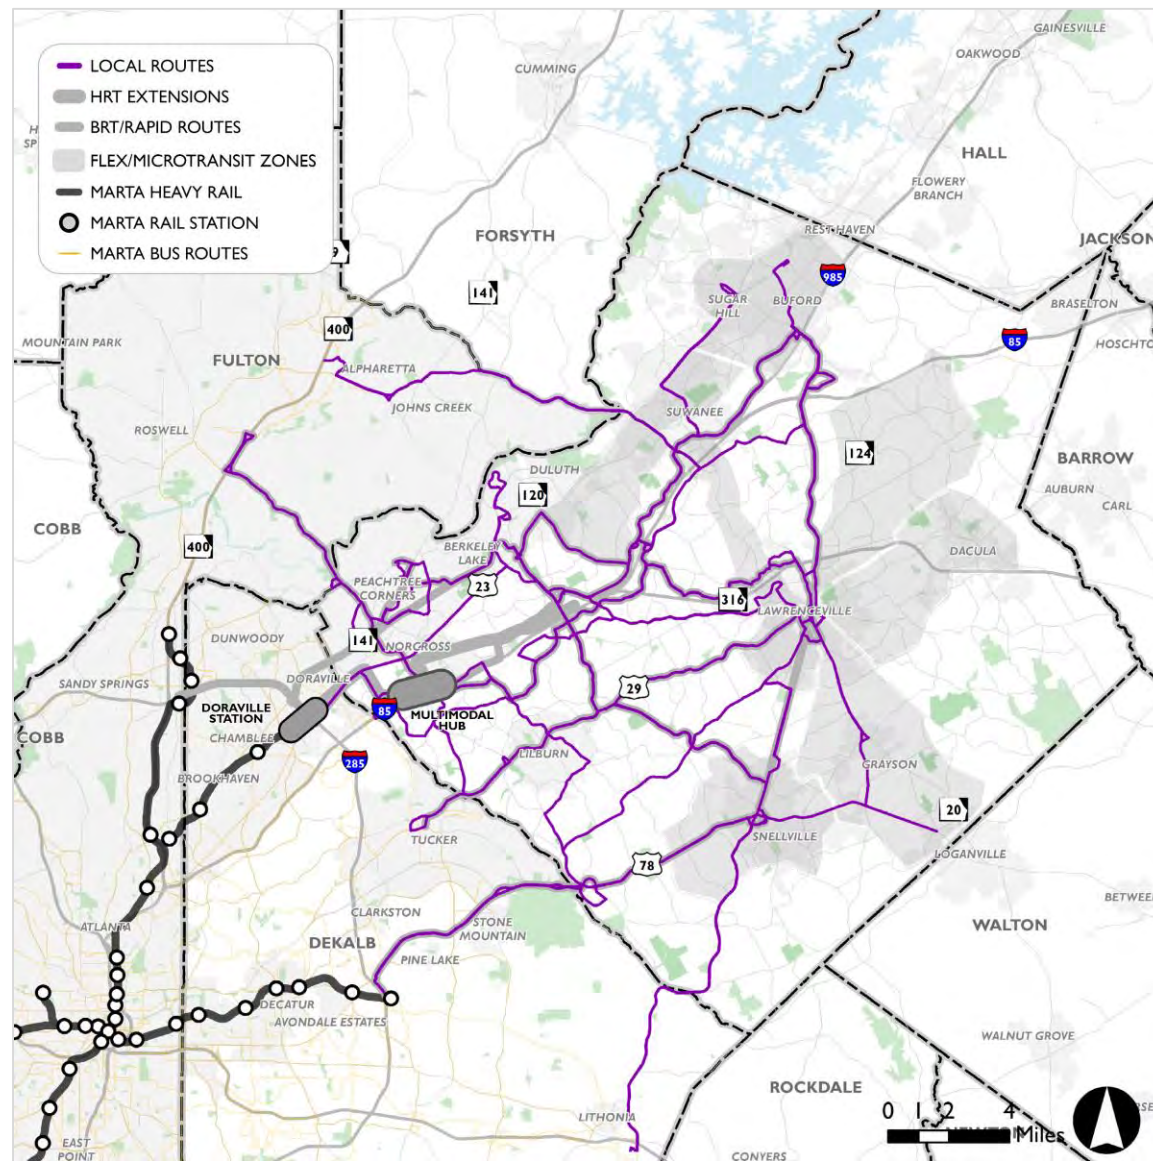 LOCAL ROUTES
HRT EXTENSIONS
BRT/RAPID ROUTES
FLEX/MICROTRANSIT ZONES
MARTA HEAVY RAIL
MARTA RAIL STATION
MARTA BUS ROUTES
GAINESVILLE
OAKWOOD
CUMMING
HALL
FLOWERY
BRANCH
REST HAVEN
FORSYTH
JACKSON
9
141
985
SUGAR
HILL
BUFORD
BRASELTON
400
85
HOSCHTO
MOUNTAIN PARK
FULTON
ALPHARETTA
JOHNS CREEK
SUWANEE
ROSWELL
124
BARROW
DULUTH
AUBURN
CARL
120
COBB
400
BERKELEY
LAKE
DACULA
PEACHTREE
CORNERS
23
316
LAWRENCEVILLE
DUNWOODY
141
NORCROSS
SANDY SPRINGS
DORAVILLE
29
DORAVILLE
STATION
85
MULTIMODAL
HUB
COBB
CHAMBLEE
285
LILBURN
GRAYSON
BROOKHAVEN
20
TUCKER
SNELLVILLE
LOGANVILLE
78
BETWEE
CLARKSTON
STONE
MOUNTAIN
ATLANTA
WALTON
DEKALB
PINE LAKE
DECATUR
AVONDALE ESTATES
WALNUT GROVE
ROCKDALE
LITHONIA
0 1 2 4
Miles
EAST
POINT
CONYERS